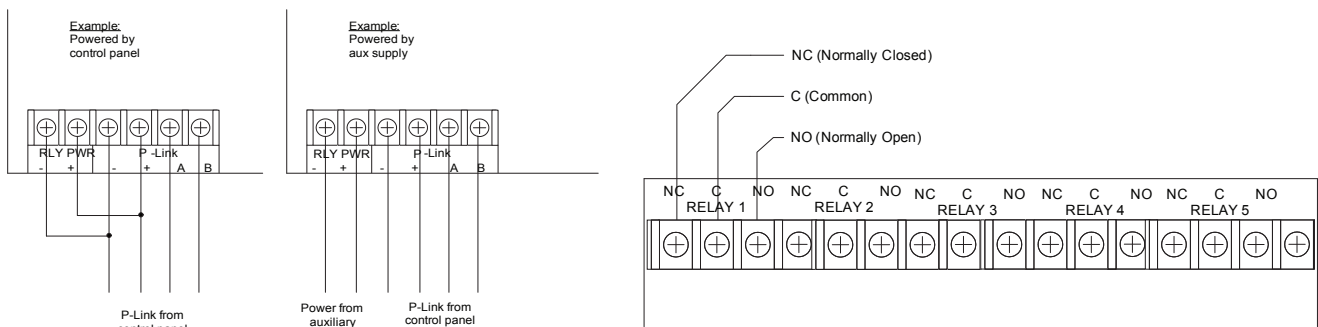 Example:
Powered by
control panel
RLY PWR P -Link
- + - + A B
P-Link from
control panel
Example:
Powered by
aux supply
RLY PWR P -Link
- + - + A B
Power from
auxiliary
P-Link from
control panel
NC (Normally Closed)
C (Common)
NO (Normally Open)
NC C NO NC C NO NC C NO NC C NO NC C NO
RELAY 1 RELAY 2 RELAY 3 RELAY 4 RELAY 5